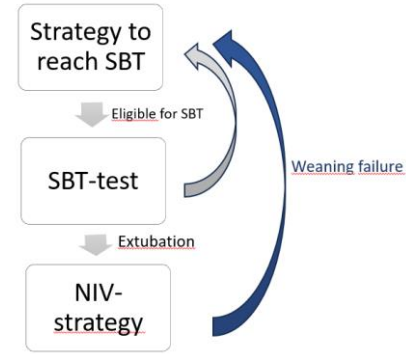 Strategy to
reach SBT
Eligible for SBT
SBT-test
Weaning failure
Extubation
NIV-
strategy